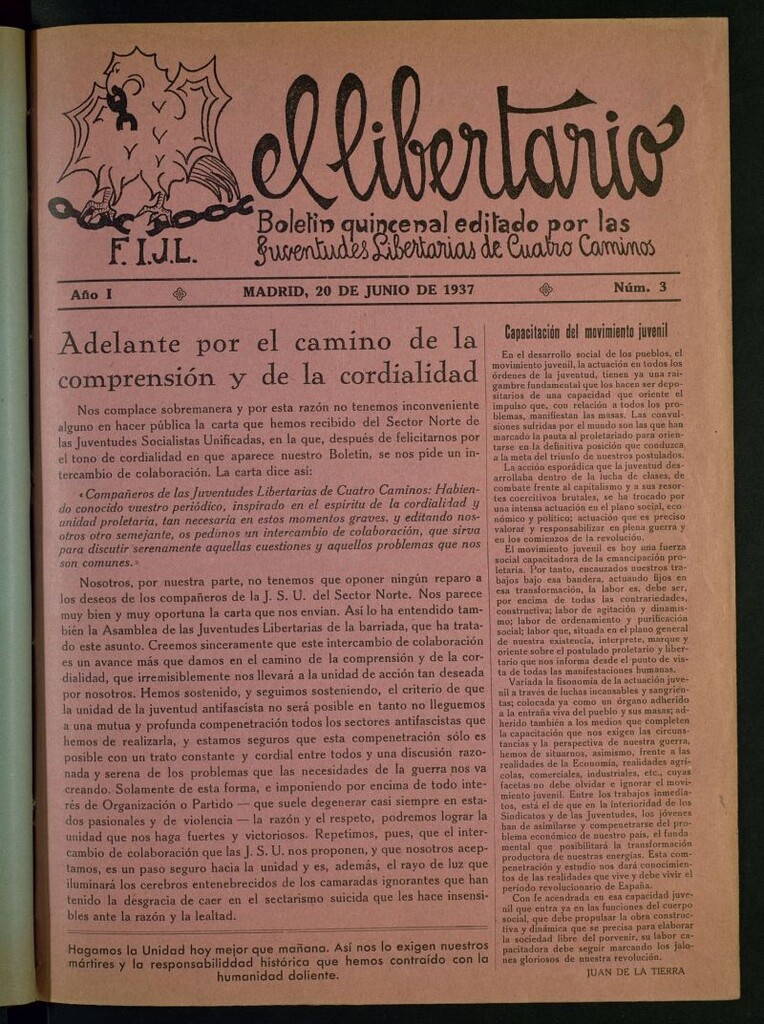 el libertario
Boletín quincenal editado por las
Juventudes Libertarias de Cuatro Caminos
F. I. J. L.
Año I
MADRID, 20 DE JUNIO DE 1937
Núm. 3
Adelante por el camino de la
comprensión y de la cordialidad
Nos complace sobremanera y por esta razón no tenemos inconveniente
alguno en hacer pública la carta que hemos recibido del Sector Norte de
las Juventudes Socialistas Unificadas, en la que, después de felicitarnos por
el tono de cordialidad en que aparece nuestro Boletín, se nos pide un in-
tercambio de colaboración. La carta dice así:
«Compañeros de las Juventudes Libertarias de Cuatro Caminos: Habien-
do conocido vuestro periódico, inspirado en el espíritu de la cordialidad y
unidad proletaria, tan necesaria en estos momentos graves, y editando nos-
otros otro semejante, os pedimos un intercambio de colaboración, que sirva
para discutir serenamente aquellas cuestiones y aquellos problemas que nos
son comunes.»
Nosotros, por nuestra parte, no tenemos que oponer ningún reparo a
los deseos de los compañeros de la J. S. U. del Sector Norte. Nos parece
muy bien y muy oportuna la carta que nos envían. Así lo ha entendido tam-
bién la Asamblea de las Juventudes Libertarias de la barriada, que ha trata-
do este asunto. Creemos sinceramente que este intercambio de colaboración
es un avance más que damos en el camino de la comprensión y de la cor-
dialidad, que irremisiblemente nos llevará a la unidad de acción tan deseada
por nosotros. Hemos sostenido, y seguimos sosteniendo, el criterio de que
la unidad de la juventud antifascista no será posible en tanto no lleguemos
a una mutua y profunda compenetración todos los sectores antifascistas que
hemos de realizarla, y estamos seguros que esta compenetración sólo es
posible con un trato constante y cordial entre todos y una discusión razo-
nada y serena de los problemas que las necesidades de la guerra nos va
creando. Solamente de esta forma, e imponiendo por encima de todo inte-
rés de Organización o Partido — que suele degenerar casi siempre en esta-
dos pasionales y de violencia — la razón y el respeto, podremos lograr la
unidad que nos haga fuertes y victoriosos. Repetimos, pues, que el inter-
cambio de colaboración que las J. S. U. nos proponen, y que nosotros acep-
tamos, es un paso seguro hacia la unidad y es, además, el rayo de luz que
iluminará los cerebros entenebrecidos de los camaradas ignorantes que han
tenido la desgracia de caer en el sectarismo suicida que les hace insensi-
bles ante la razón y la lealtad.
Hagamos la Unidad hoy mejor que mañana. Así nos lo exigen nuestros
mártires y la responsabiliddad histórica que hemos contraído con la
humanidad doliente.
Capacitación del movimiento juvenil
En el desarrollo social de los pueblos, el
movimiento juvenil, la actuación en todos los
órdenes de la juventud, tienen ya una rai-
gambre fundamental que los hacen ser depo-
sitarios de una capacidad que oriente el
impulso que, con relación a todos los pro-
blemas, manifiestan las masas. Las convul-
siones sufridas por el mundo son las que han
marcado la pauta al proletariado para orien-
tarse en la definitiva posición que conduzca
a la meta del triunfo de nuestros postulados.
La acción esporádica que la juventud des-
arrollaba dentro de la lucha de clases, de
combate frente al capitalismo y a sus resor-
tes coercitivos brutales, se ha trocado por
una intensa actuación en el plano social, eco-
nómico y político; actuación que es preciso
valorar y responsabilizar en plena guerra y
en los comienzos de la revolución.
El movimiento juvenil es hoy una fuerza
social capacitadora de la emancipación pro-
letaria. Por tanto, encauzados nuestros tra-
bajos bajo esa bandera, actuando fijos en
esa transformación, la labor es, debe ser,
por encima de todas las contrariedades,
constructiva; labor de agitación y dinamis-
mo; labor de ordenamiento y purificación
social; labor que, situada en el plano general
de nuestra existencia, interprete, marque y
oriente sobre el postulado proletario y liber-
tario que nos informa desde el punto de vis-
ta de todas las manifestaciones humanas.
Variada la fisonomía de la actuación juve-
nil a través de luchas incansables y sangrien-
tas; colocada ya como un órgano adherido
a la entraña viva del pueblo y sus masas; ad-
herido también a los medios que completen
la capacitación que nos exigen las circuns-
tancias y la perspectiva de nuestra guerra,
hemos de situarnos, asimismo, frente a las
realidades de la Economía, realidades agrí-
colas, comerciales, industriales, etc., cuyas
facetas no debe olvidar e ignorar el movi-
miento juvenil. Entre los trabajos inmedia-
tos, está el de que en la interioridad de los
Sindicatos y de las Juventudes, los jóvenes
han de asimilarse y compenetrarse del pro-
blema económico de nuestro país, el funda-
mental que posibilitará la transformación
productora de nuestras energías. Esta com-
penetración y estudio nos dará conocimien-
tos de las realidades que vive y debe vivir el
período revolucionario de España.
Con fe acendrada en esa capacidad juve-
nil que entra ya en las funciones del cuerpo
social, que debe propulsar la obra construc-
tiva y dinámica que se precisa para elaborar
la sociedad libre del porvenir, su labor ca-
pacitadora debe seguir marcando los jalo-
nes gloriosos de nuestra revolución.
JUAN DE LA TIERRA